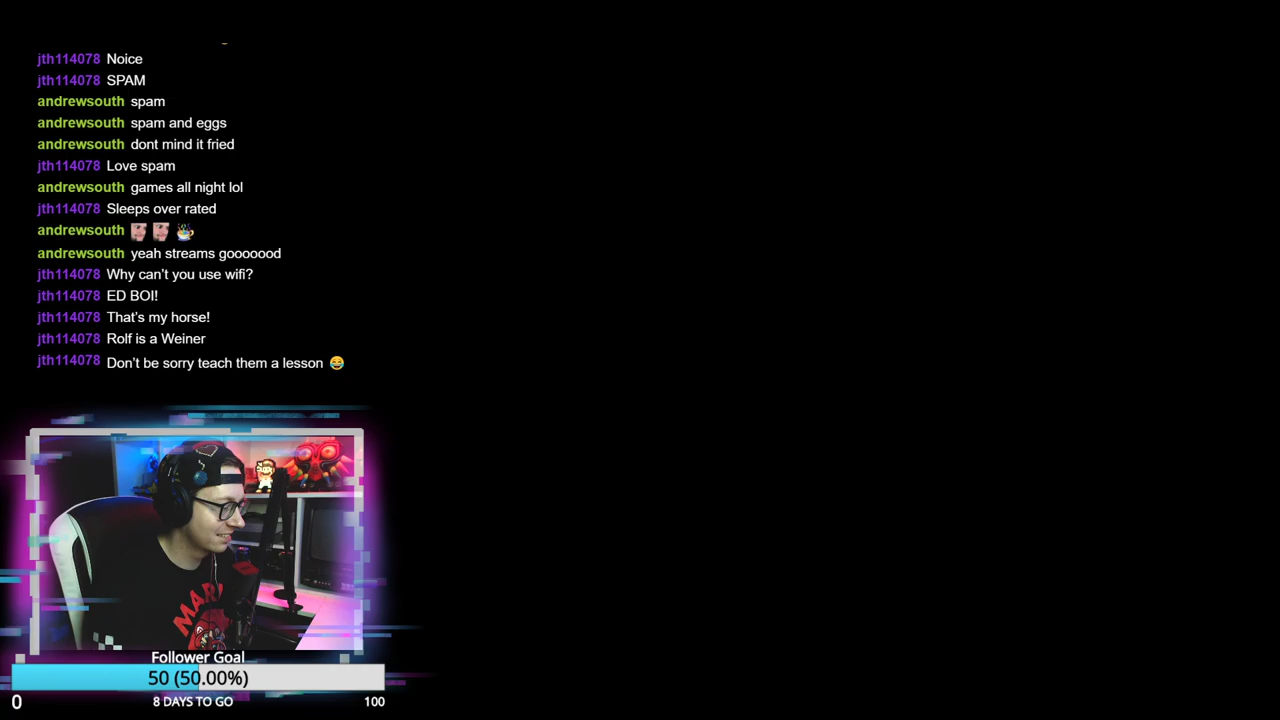 jth114078 Noice
jth114078 SPAM
andrewsouth spam
andrewsouth spam and eggs
andrewsouth dont mind it fried
jth114078 Love spam
andrewsouth games all night lol
jth114078 Sleeps over rated
andrewsouth
andrewsouth yeah streams gooooood
jth114078 Why can't you use wifi?
jth114078 ED BOI!
jth114078 That's my horse!
jth114078 Rolf is a Weiner
jth114078 Don't be sorry teach them a lesson 😂
Follower Goal
50 (50.00%)
0 8 DAYS TO GO 100